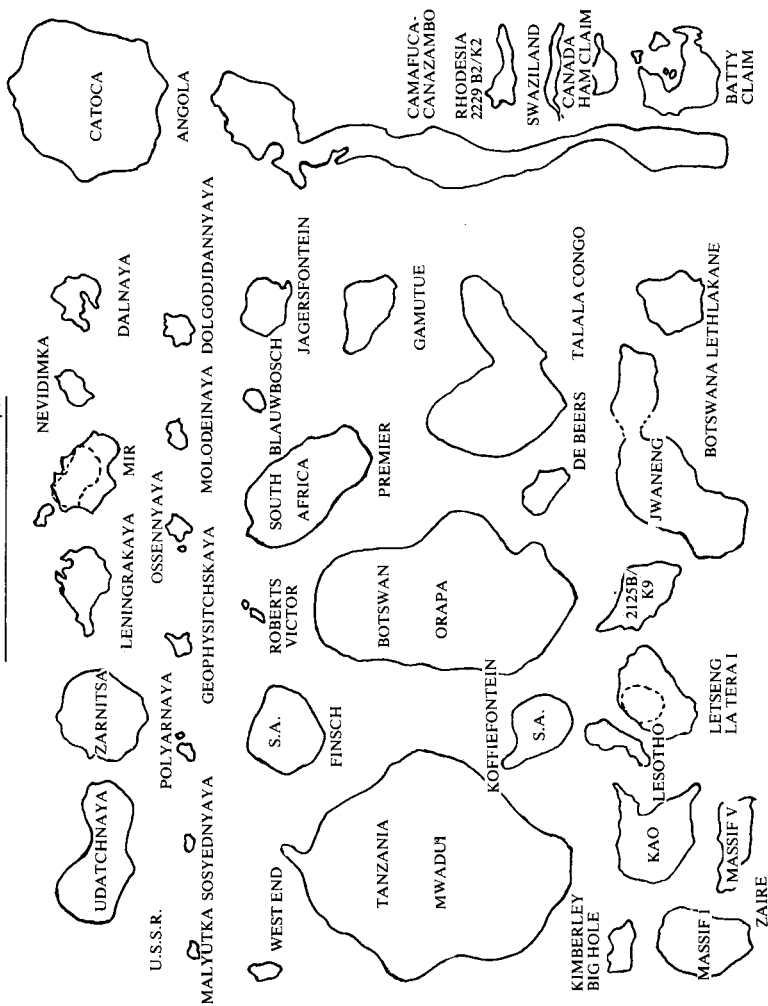 UDATCHNAYA
ZARNITSA
LENINGRAKAYA
MIR
NEVIDIMKA
DALNAYA
CATOCA
ANGOLA
U.S.S.R.
MALYUTKA
SOSYEDNYAYA
POLYARNAYA
GEOPHYSITCHSKAYA
OSSENNYAYA
MOLODEINAYA
DOLGODJDANNYAYA
WEST END
S.A.
FINSCH
ROBERTS
VICTOR
SOUTH
AFRICA
PREMIER
BLAUWBOSCH
JAGERSFONTEIN
GAMUTUE
TANZANIA
MWADUI
BOTSWAN
ORAPA
KOFFIEFONTEIN
S.A.
DE BEERS
TALALA CONGO
CAMAFUCA-
CANAZAMBO
RHODESIA
2229 B2/K2
SWAZILAND
CANADA
HAM CLAIM
BATTY
CLAIM
KIMBERLEY
BIG HOLE
MASSIF I
KAO
MASSIF V
ZAIRE
LESOTHO
LETSENG
LA TERA I
2125B/
K9
JWANENG
BOTSWANA LETHLAKANE